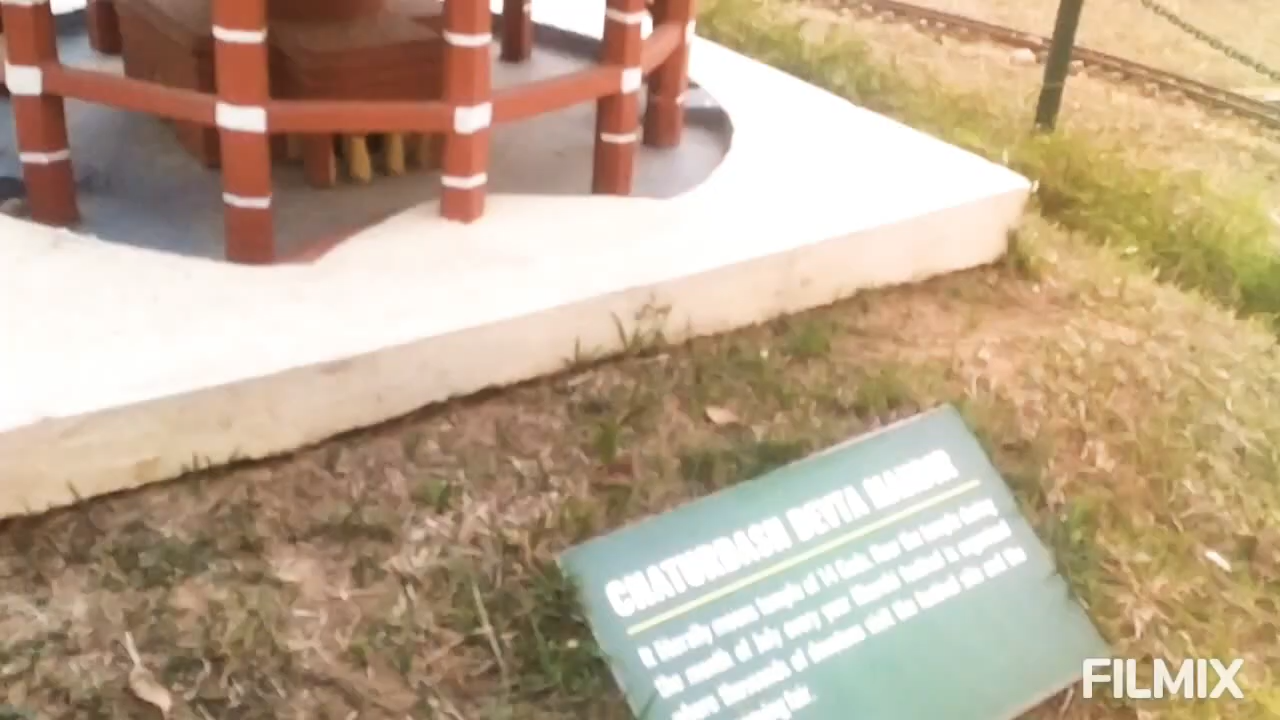 CHATURDASH DEVTA MANDIR
It literally means temple of 14 Gods. Near the temple during
the month of July every year Kharchi festival is organised
where thousands of devotees visit the festival site and the
fair.
FILMIX